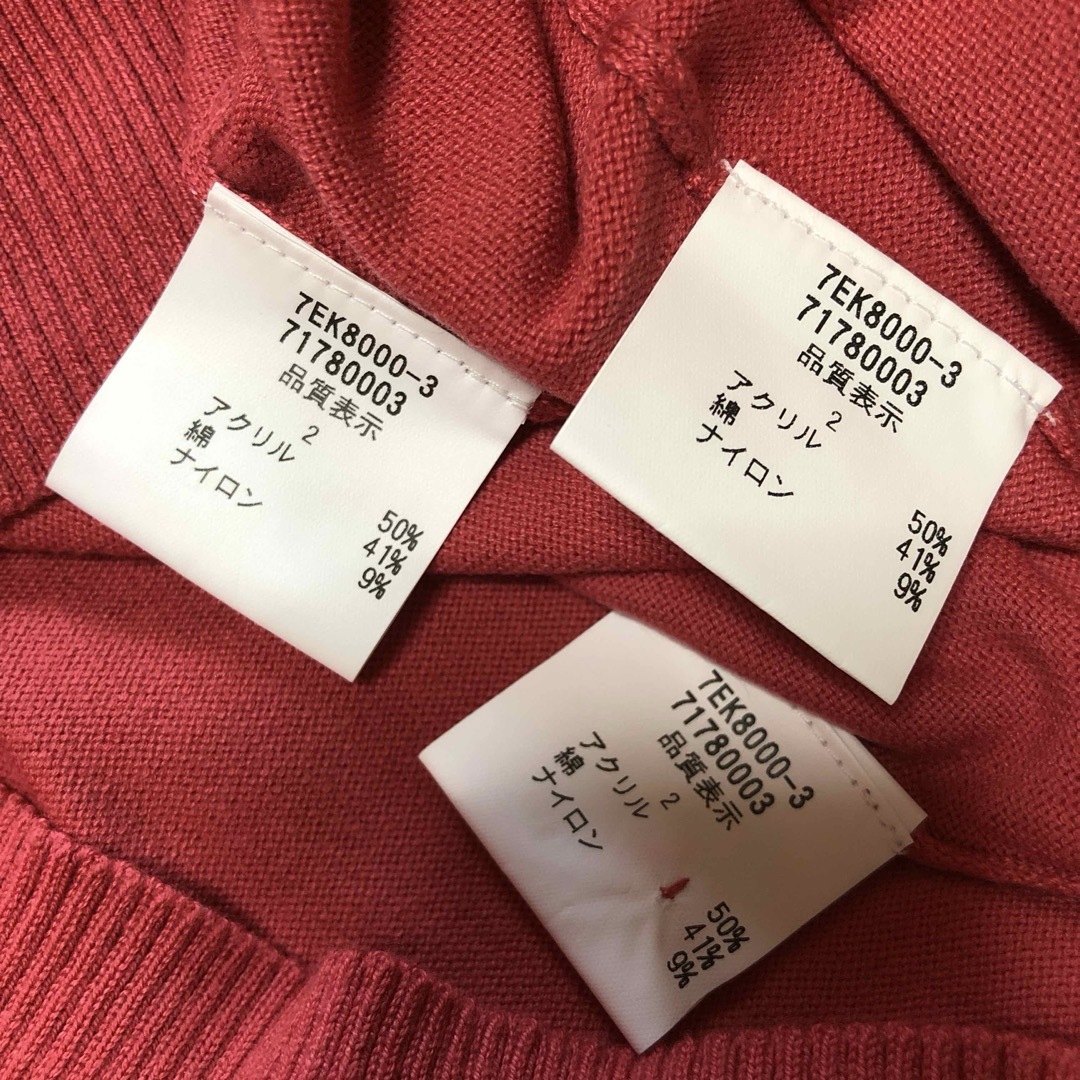 7EK8000-3
71780003
品質表示
2
アクリル
綿
ナイロン
50%
41%
9%
7EK8000-3
71780003
品質表示
2
アクリル
綿
ナイロン
50%
41%
9%
7EK8000-3
71780003
品質表示
2
アクリル
綿
ナイロン
50%
41%
9%